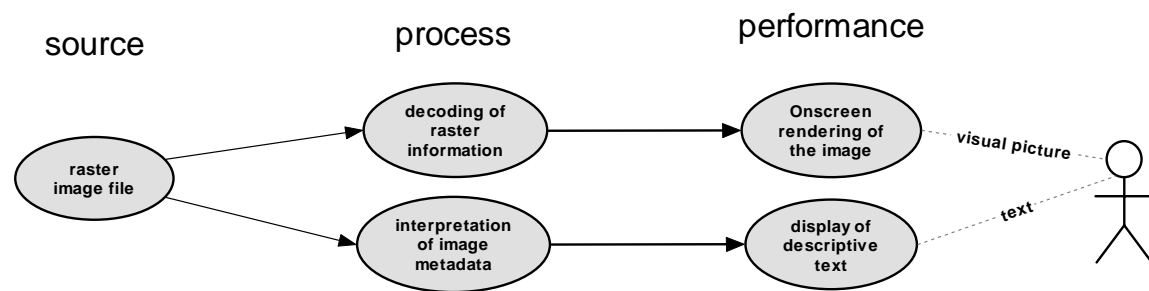 source
process
performance
raster
image file
decoding of
raster
information
Onscreen
rendering of
the image
visual picture
interpretation
of image
metadata
display of
descriptive
text
text